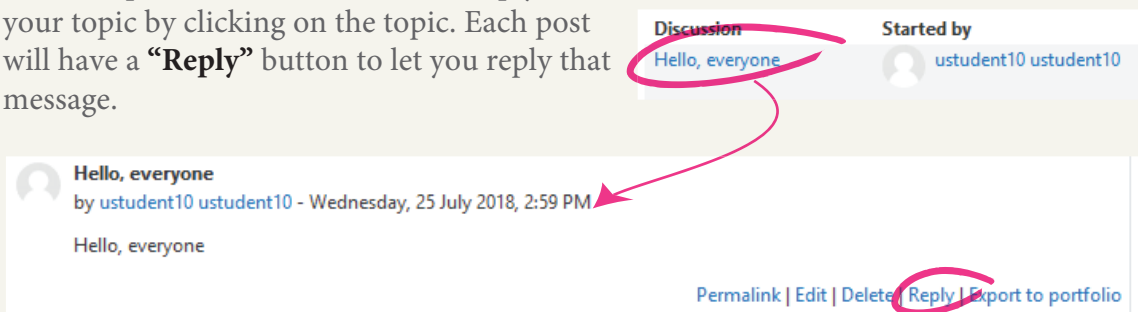 your topic by clicking on the topic. Each post
will have a “Reply” button to let you reply that
message.
Discussion Started by
Hello, everyone ustudent10 ustudent10
Hello, everyone
by ustudent10 ustudent10 - Wednesday, 25 July 2018, 2:59 PM
Hello, everyone
Permalink | Edit | Delete | Reply | Export to portfolio